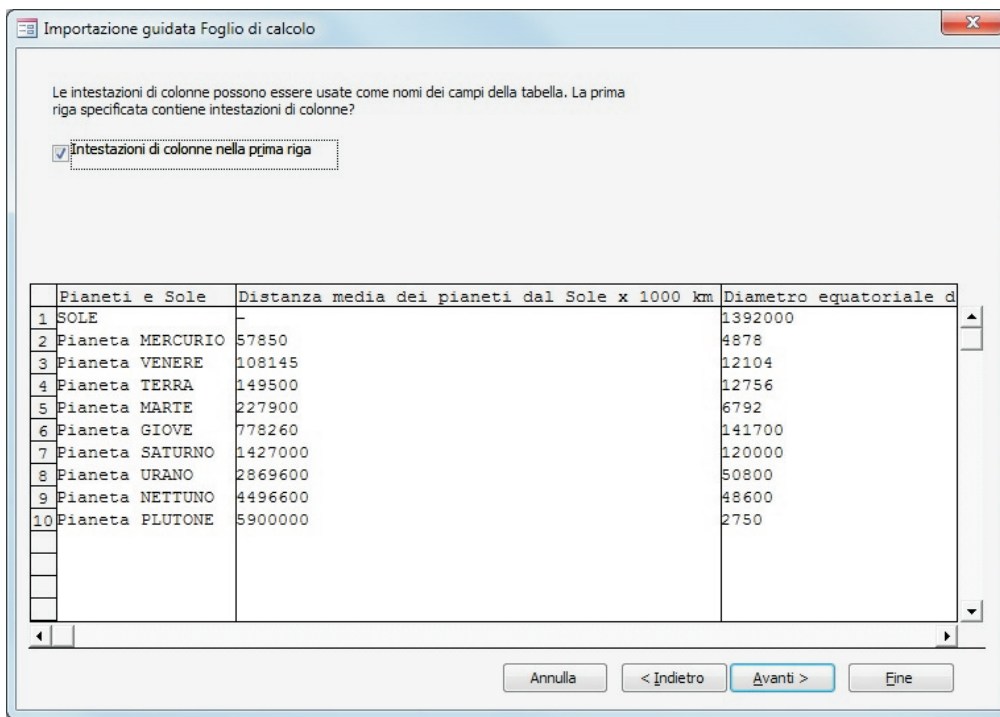 Importazione guidata Foglio di calcolo
x
Le intestazioni di colonne possono essere usate come nomi dei campi della tabella. La prima
riga specificata contiene intestazioni di colonne?
Intestazioni di colonne nella prima riga
Pianeti e Sole Distanza media dei pianeti dal Sole x 1000 km Diametro equatoriale d
1 SOLE – 1392000
2 Pianeta MERCURIO 57850 4878
3 Pianeta VENERE 108145 12104
4 Pianeta TERRA 149500 12756
5 Pianeta MARTE 227900 6792
6 Pianeta GIOVE 778260 141700
7 Pianeta SATURNO 1427000 120000
8 Pianeta URANO 2869600 50800
9 Pianeta NETTUNO 4496600 48600
10 Pianeta PLUTONE 5900000 2750
Annulla < Indietro Avanti > Fine